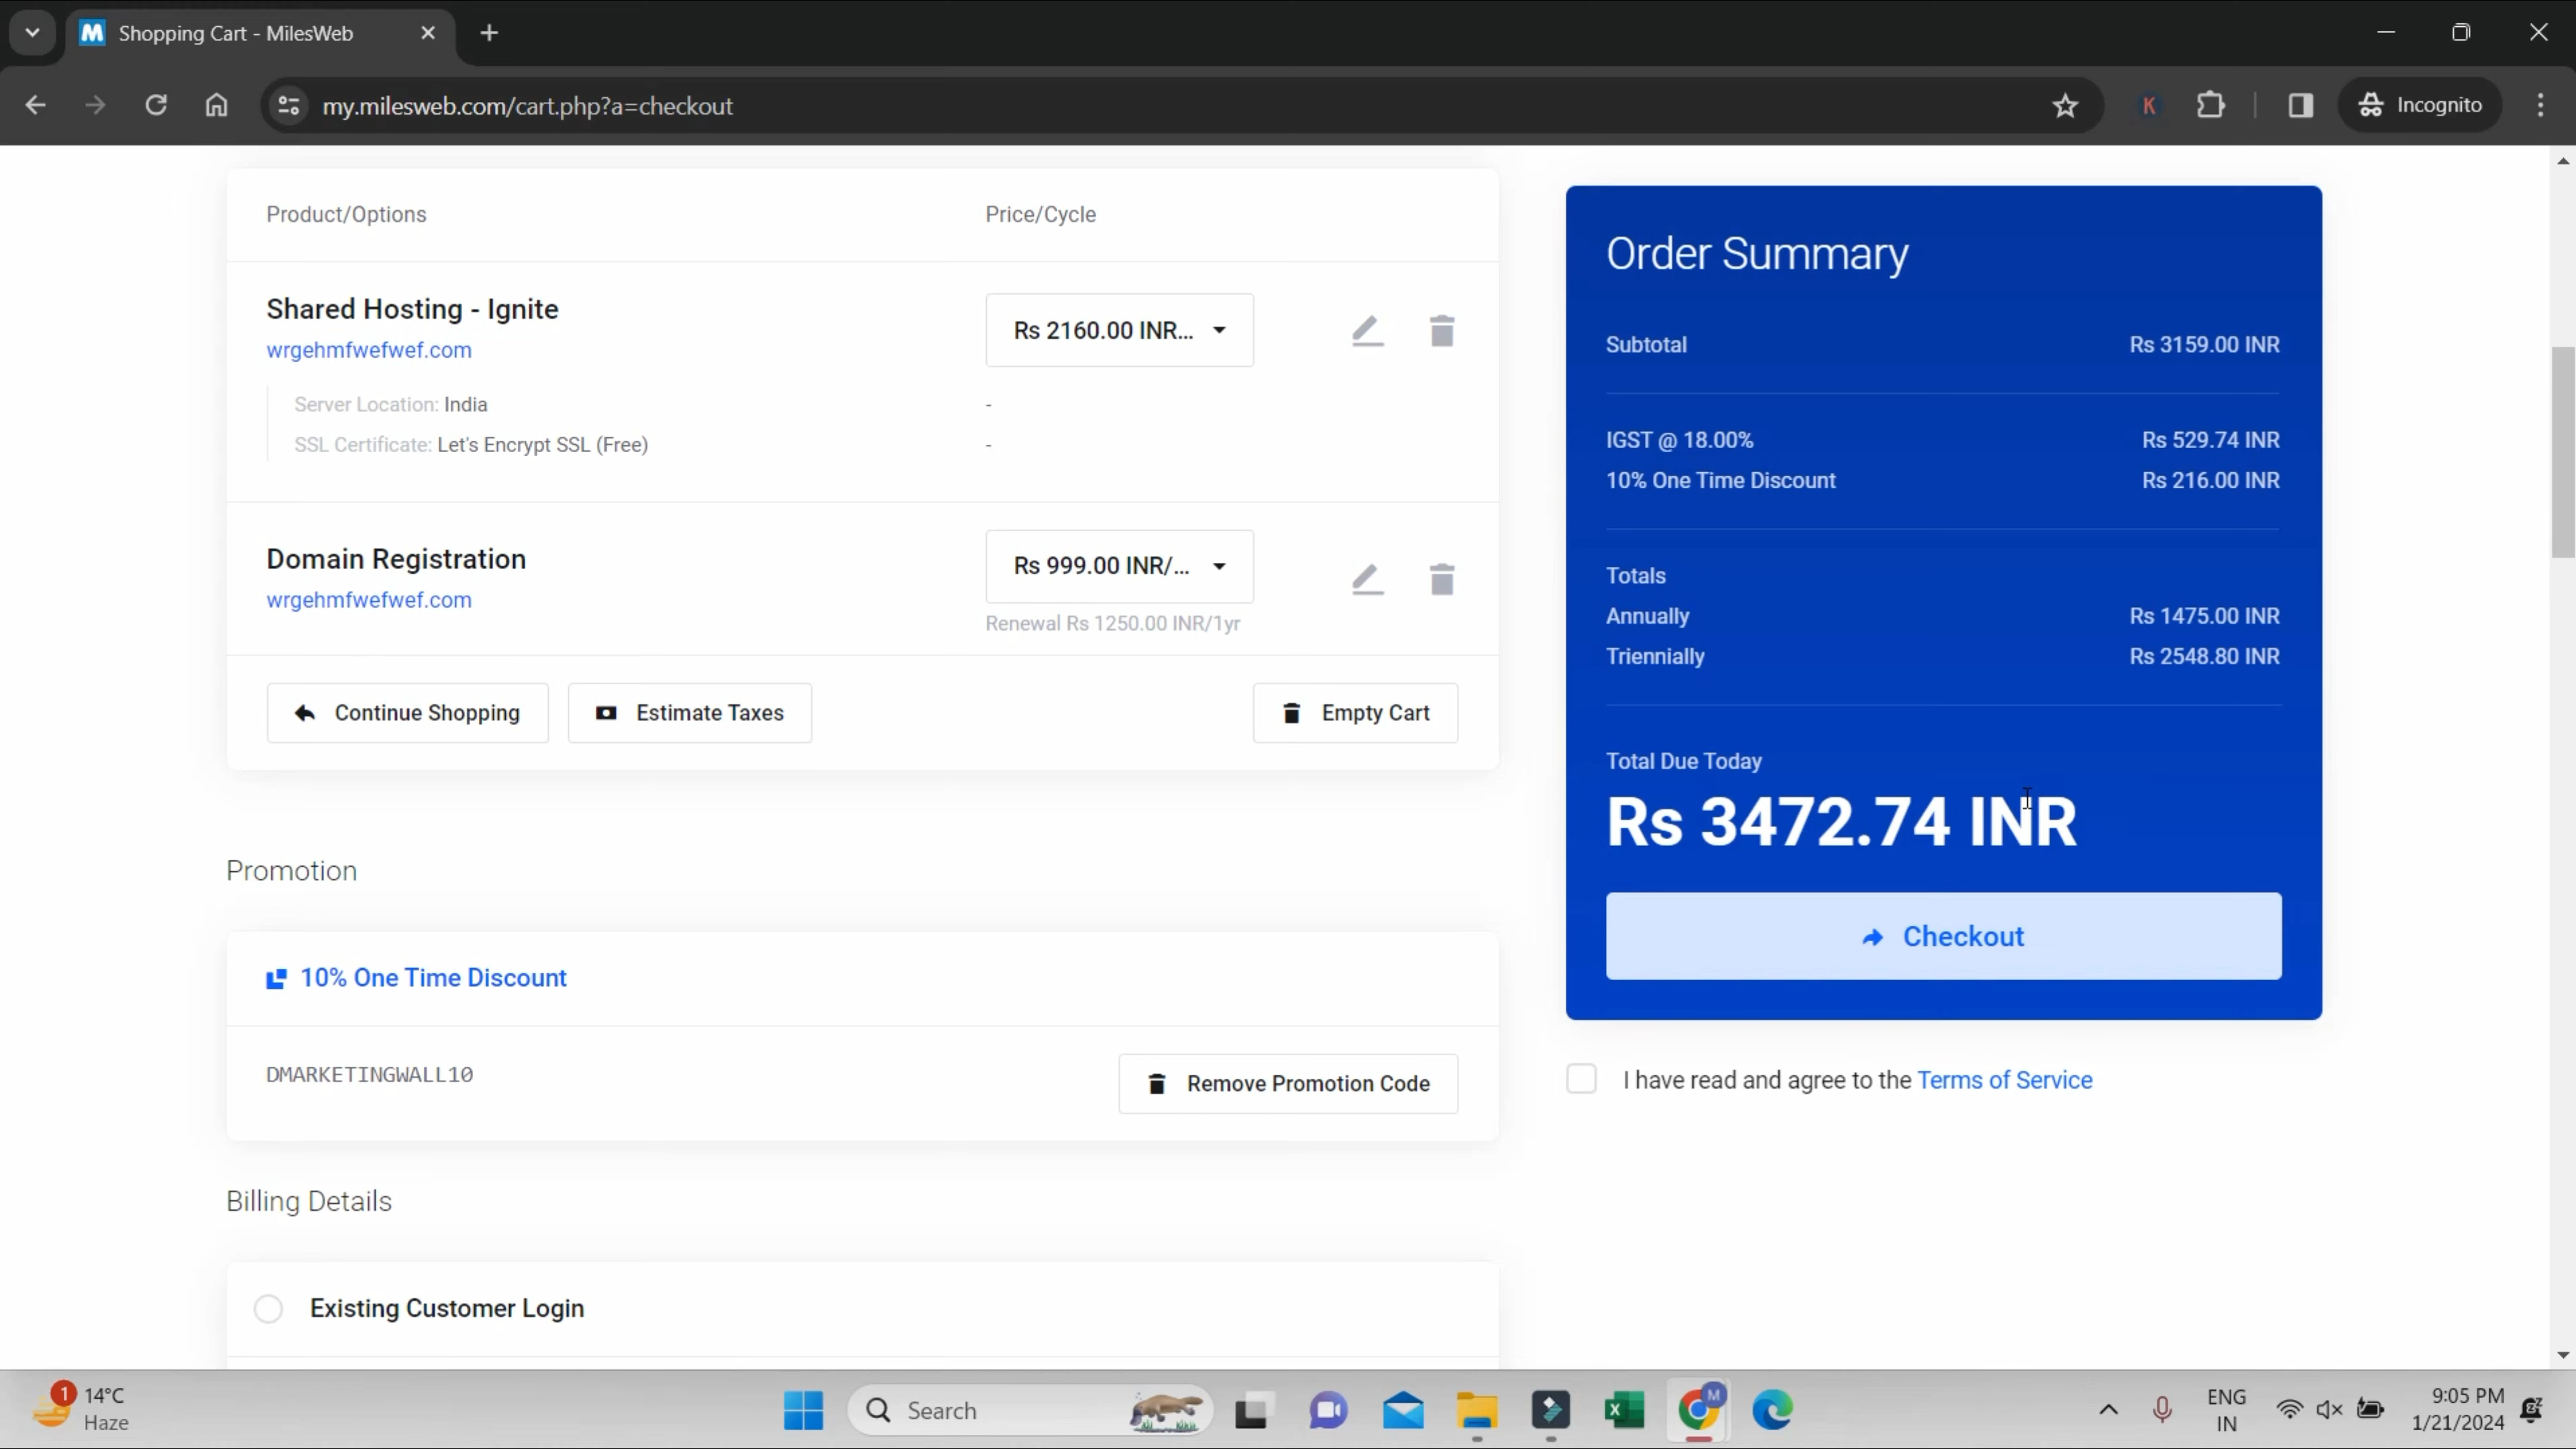 Shopping Cart - MilesWeb
my.milesweb.com/cart.php?a=checkout
K
Incognito
Product/Options
Price/Cycle
Shared Hosting - Ignite
Rs 2160.00 INR...
wrgehmfwefwef.com
Server Location: India
-
SSL Certificate: Let's Encrypt SSL (Free)
-
Domain Registration
Rs 999.00 INR/...
wrgehmfwefwef.com
Renewal Rs 1250.00 INR/1yr
Continue Shopping
Estimate Taxes
Empty Cart
Promotion
10% One Time Discount
DMARKETINGWALL10
Remove Promotion Code
Billing Details
Existing Customer Login
Order Summary
Subtotal Rs 3159.00 INR
IGST @ 18.00% Rs 529.74 INR
10% One Time Discount Rs 216.00 INR
Totals
Annually Rs 1475.00 INR
Triennially Rs 2548.80 INR
Total Due Today
Rs 3472.74 INR
Checkout
I have read and agree to the Terms of Service
1
14°C
Haze
Search
M
ENG
IN
9:05 PM
1/21/2024